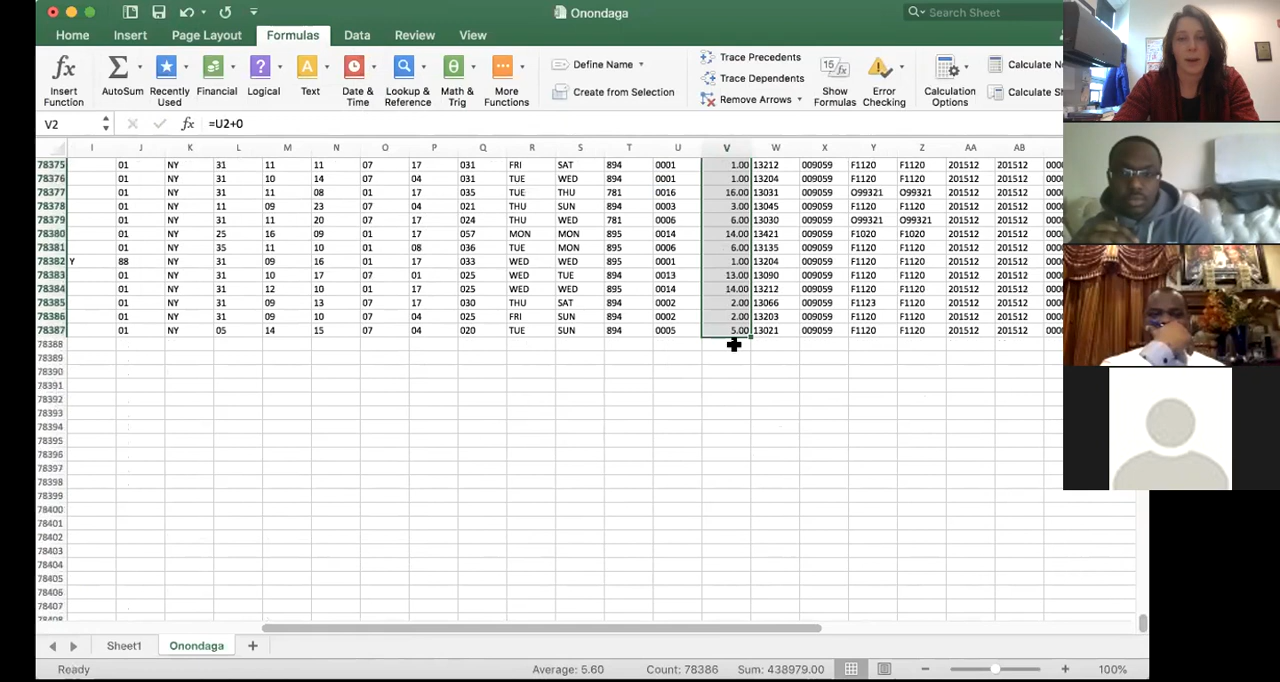 Onondaga
Search Sheet
Home Insert Page Layout Formulas Data Review View
Insert Function
AutoSum
Recently Used
Financial
Logical
Text
Date & Time
Lookup & Reference
Math & Trig
More Functions
Define Name
Create from Selection
Trace Precedents
Trace Dependents
Remove Arrows
Show Formulas
Error Checking
Calculation Options
Calculate
Calculate
V2 fx =U2+0
I J K L M N O P Q R S T U V W X Y Z AA AB
78375 01 NY 31 11 11 07 17 031 FRI SAT 894 0001 1.00 13212 009059 F1120 F1120 201512 201512
78376 01 NY 31 10 14 07 04 031 TUE WED 894 0001 1.00 13204 009059 F1120 F1120 201512 201512
78377 01 NY 31 11 08 01 17 035 TUE THU 781 0016 16.00 13031 009059 O99321 O99321 201512 201512
78378 01 NY 11 09 23 07 04 021 THU SUN 894 0003 3.00 13045 009059 F1120 F1120 201512 201512
78379 01 NY 31 11 20 07 17 024 THU WED 781 0006 6.00 13030 009059 O99321 O99321 201512 201512
78380 01 NY 25 16 09 01 17 057 MON MON 895 0014 14.00 13421 009059 F1020 F1020 201512 201512
78381 01 NY 35 11 10 01 08 036 TUE MON 895 0006 6.00 13135 009059 F1120 F1120 201512 201512
78382 Y 88 NY 31 09 16 01 17 033 WED WED 895 0001 1.00 13204 009059 F1120 F1120 201512 201512
78383 01 NY 31 10 17 07 01 025 WED TUE 894 0013 13.00 13090 009059 F1120 F1120 201512 201512
78384 01 NY 31 12 10 01 17 025 WED WED 895 0014 14.00 13212 009059 F1120 F1120 201512 201512
78385 01 NY 31 09 13 07 17 030 THU SAT 894 0002 2.00 13066 009059 F1123 F1120 201512 201512
78386 01 NY 31 09 10 07 04 025 FRI SUN 894 0002 2.00 13203 009059 F1120 F1120 201512 201512
78387 01 NY 05 14 15 07 04 020 TUE SUN 894 0005 5.00 13021 009059 F1120 F1120 201512 201512
78388
78389
78390
78391
78392
78393
78394
78395
78396
78397
78398
78399
78400
78401
78402
78403
78404
78405
78406
78407
Sheet1 Onondaga
Ready Average: 5.60 Count: 78386 Sum: 438979.00 100%